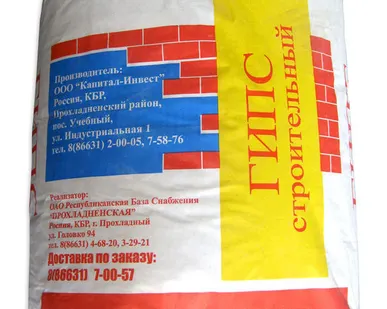 Производитель:
ООО "Капитал-Инвест"
Россия, КБР,
Прохладненский район,
пос. Учебный,
ул. Индустриальная 1
тел. 8(86631) 2-00-05, 7-58-76
Реализатор:
ОАО Республиканская База Снабжения
"ПРОХЛАДНЕНСКАЯ"
Россия, КБР, г. Прохладный
ул. Головко 94
тел. 8(86631) 4-68-20, 3-29-21
Доставка по заказу:
8(86631) 7-00-57
ГИПС
строительный